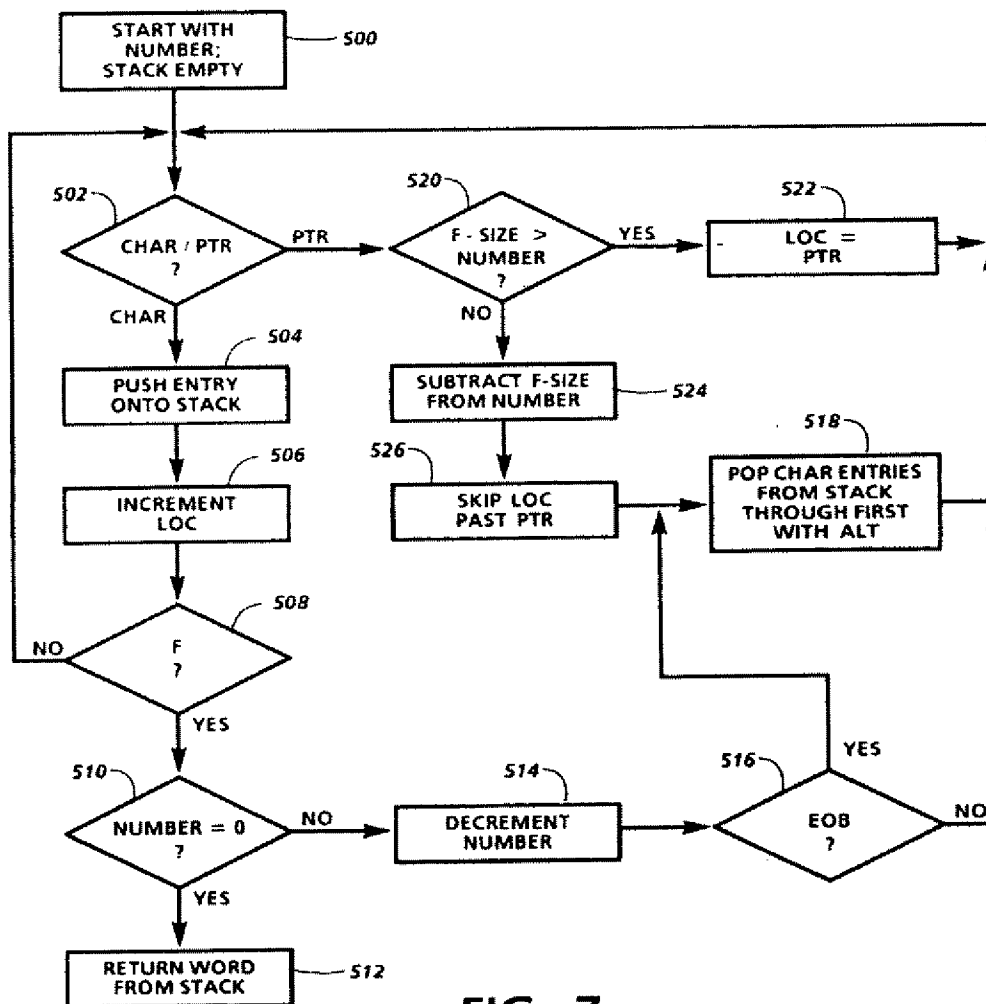 START WITH
NUMBER;
STACK EMPTY
500
502
CHAR / PTR
?
PTR
CHAR
520
F - SIZE >
NUMBER
?
YES
NO
522
LOC =
PTR
504
PUSH ENTRY
ONTO STACK
SUBTRACT F-SIZE
FROM NUMBER
524
506
INCREMENT
LOC
526
SKIP LOC
PAST PTR
518
POP CHAR ENTRIES
FROM STACK
THROUGH FIRST
WITH ALT
508
F
?
NO
YES
510
NUMBER = 0
?
NO
YES
514
DECREMENT
NUMBER
516
EOB
?
YES
NO
RETURN WORD
FROM STACK
512
FIG. 7